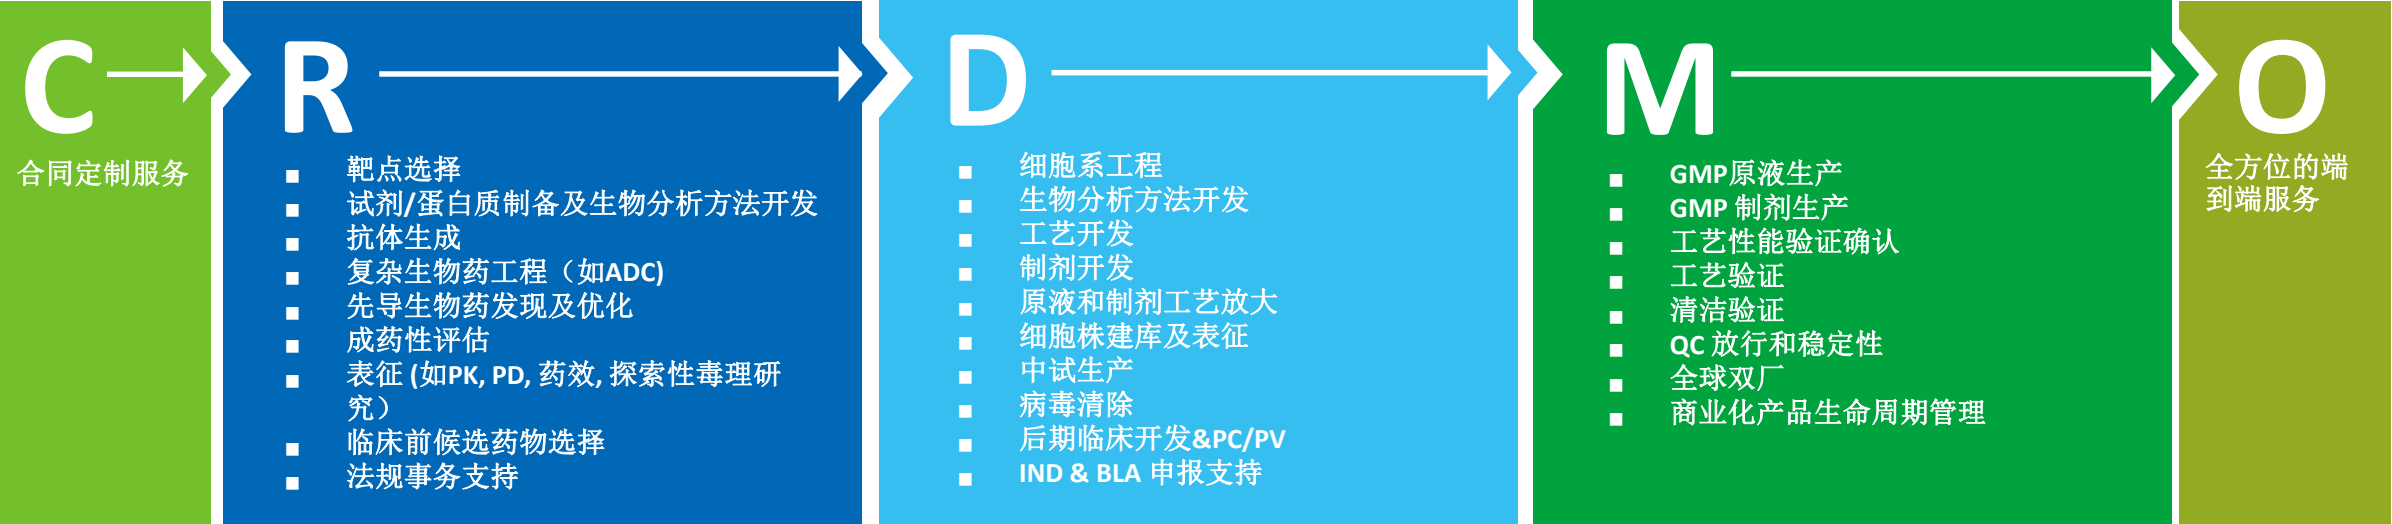 C
合同定制服务
R
靶点选择
试剂/蛋白质制备及生物分析方法开发
抗体生成
复杂生物药工程（如ADC)
先导生物药发现及优化
成药性评估
表征 (如PK, PD, 药效, 探索性毒理研
究）
临床前候选药物选择
法规事务支持
D
细胞系工程
生物分析方法开发
工艺开发
制剂开发
原液和制剂工艺放大
细胞株建库及表征
中试生产
病毒清除
后期临床开发&PC/PV
IND & BLA 申报支持
M
GMP原液生产
GMP 制剂生产
工艺性能验证确认
工艺验证
清洁验证
QC 放行和稳定性
全球双厂
商业化产品生命周期管理
O
全方位的端
到端服务